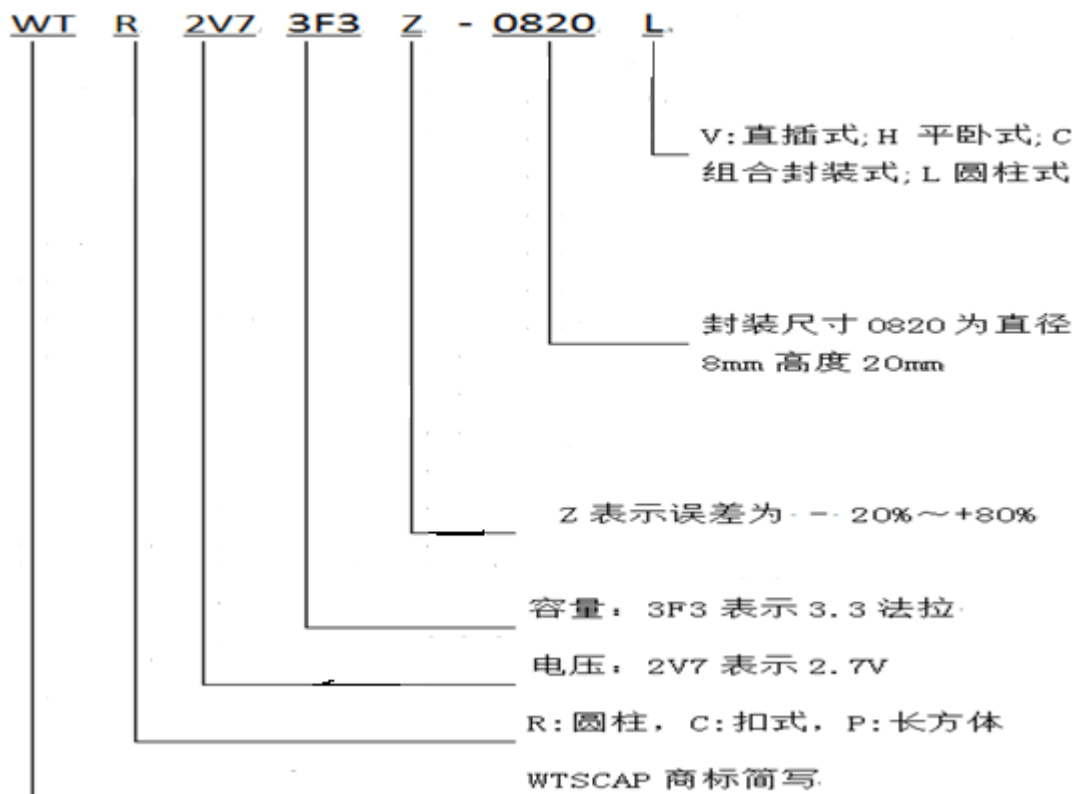 WT R 2V7 3F3 Z - 0820 L
V:直插式;H 平卧式;C
组合封装式;L 圆柱式
封装尺寸 0820 为直径
8mm 高度 20mm
Z 表示误差为 - 20%～+80%
容量：3F3 表示 3.3 法拉
电压：2V7 表示 2.7V
R:圆柱，C:扣式，P:长方体
WTSCAP 商标简写